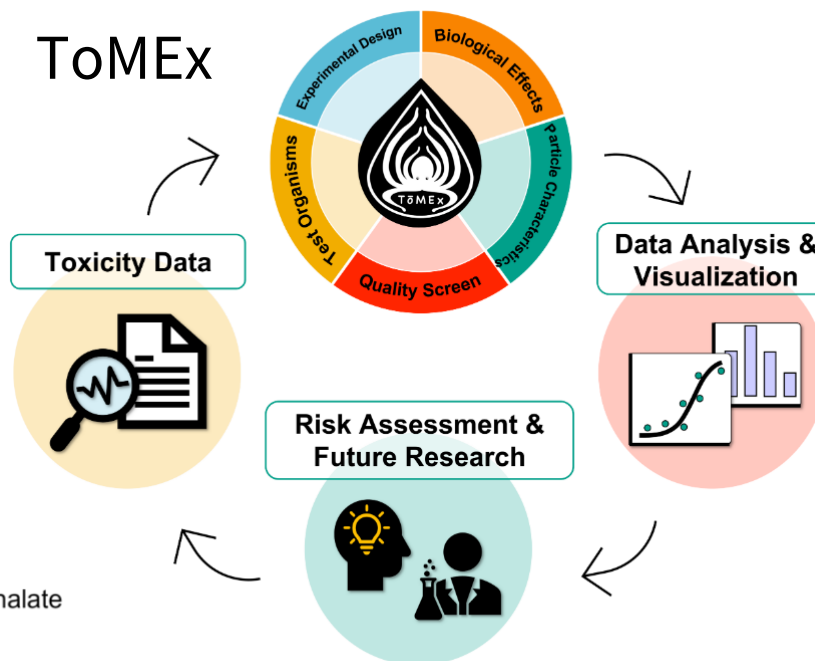 ToMEx
Experimental Design
Biological Effects
Particle Characteristics
Quality Screen
Test Organisms
TōMEx
Toxicity Data
Data Analysis &
Visualization
Risk Assessment &
Future Research
nalate